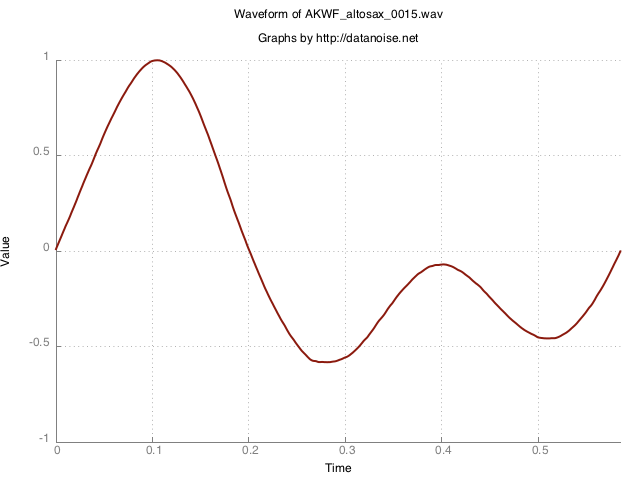 Waveform of AKWF_altosax_0015.wav
Graphs by http://datanoise.net
1
0.5
0
-0.5
-1
Value
0 0.1 0.2 0.3 0.4 0.5
Time